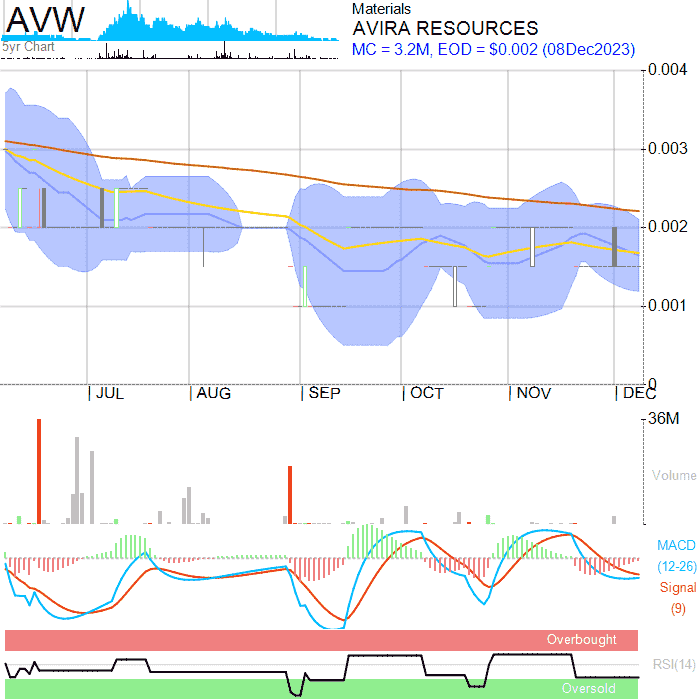 AVW
5yr Chart
Materials
AVIRA RESOURCES
MC = 3.2M, EOD = $0.002 (08Dec2023)
0.004
0.003
0.002
0.001
0
JUL AUG SEP OCT NOV DEC
36M
Volume
MACD
(12-26)
Signal
(9)
Overbought
RSI(14)
Oversold